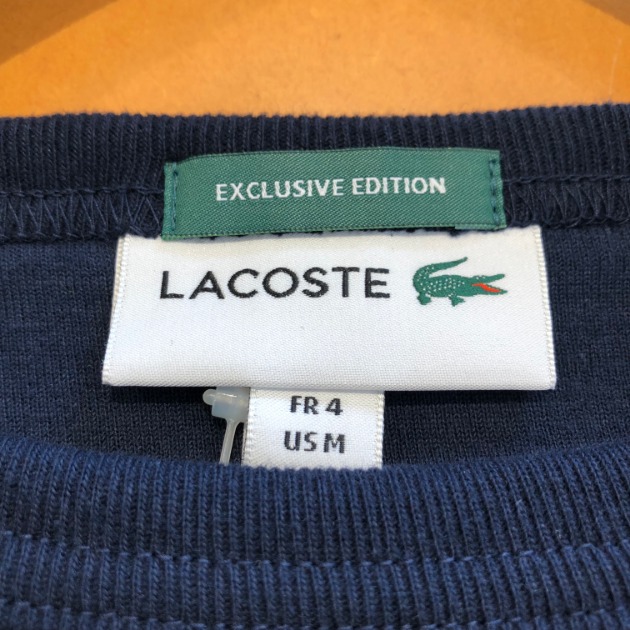 EXCLUSIVE EDITION
LACOSTE
FR 4
US M